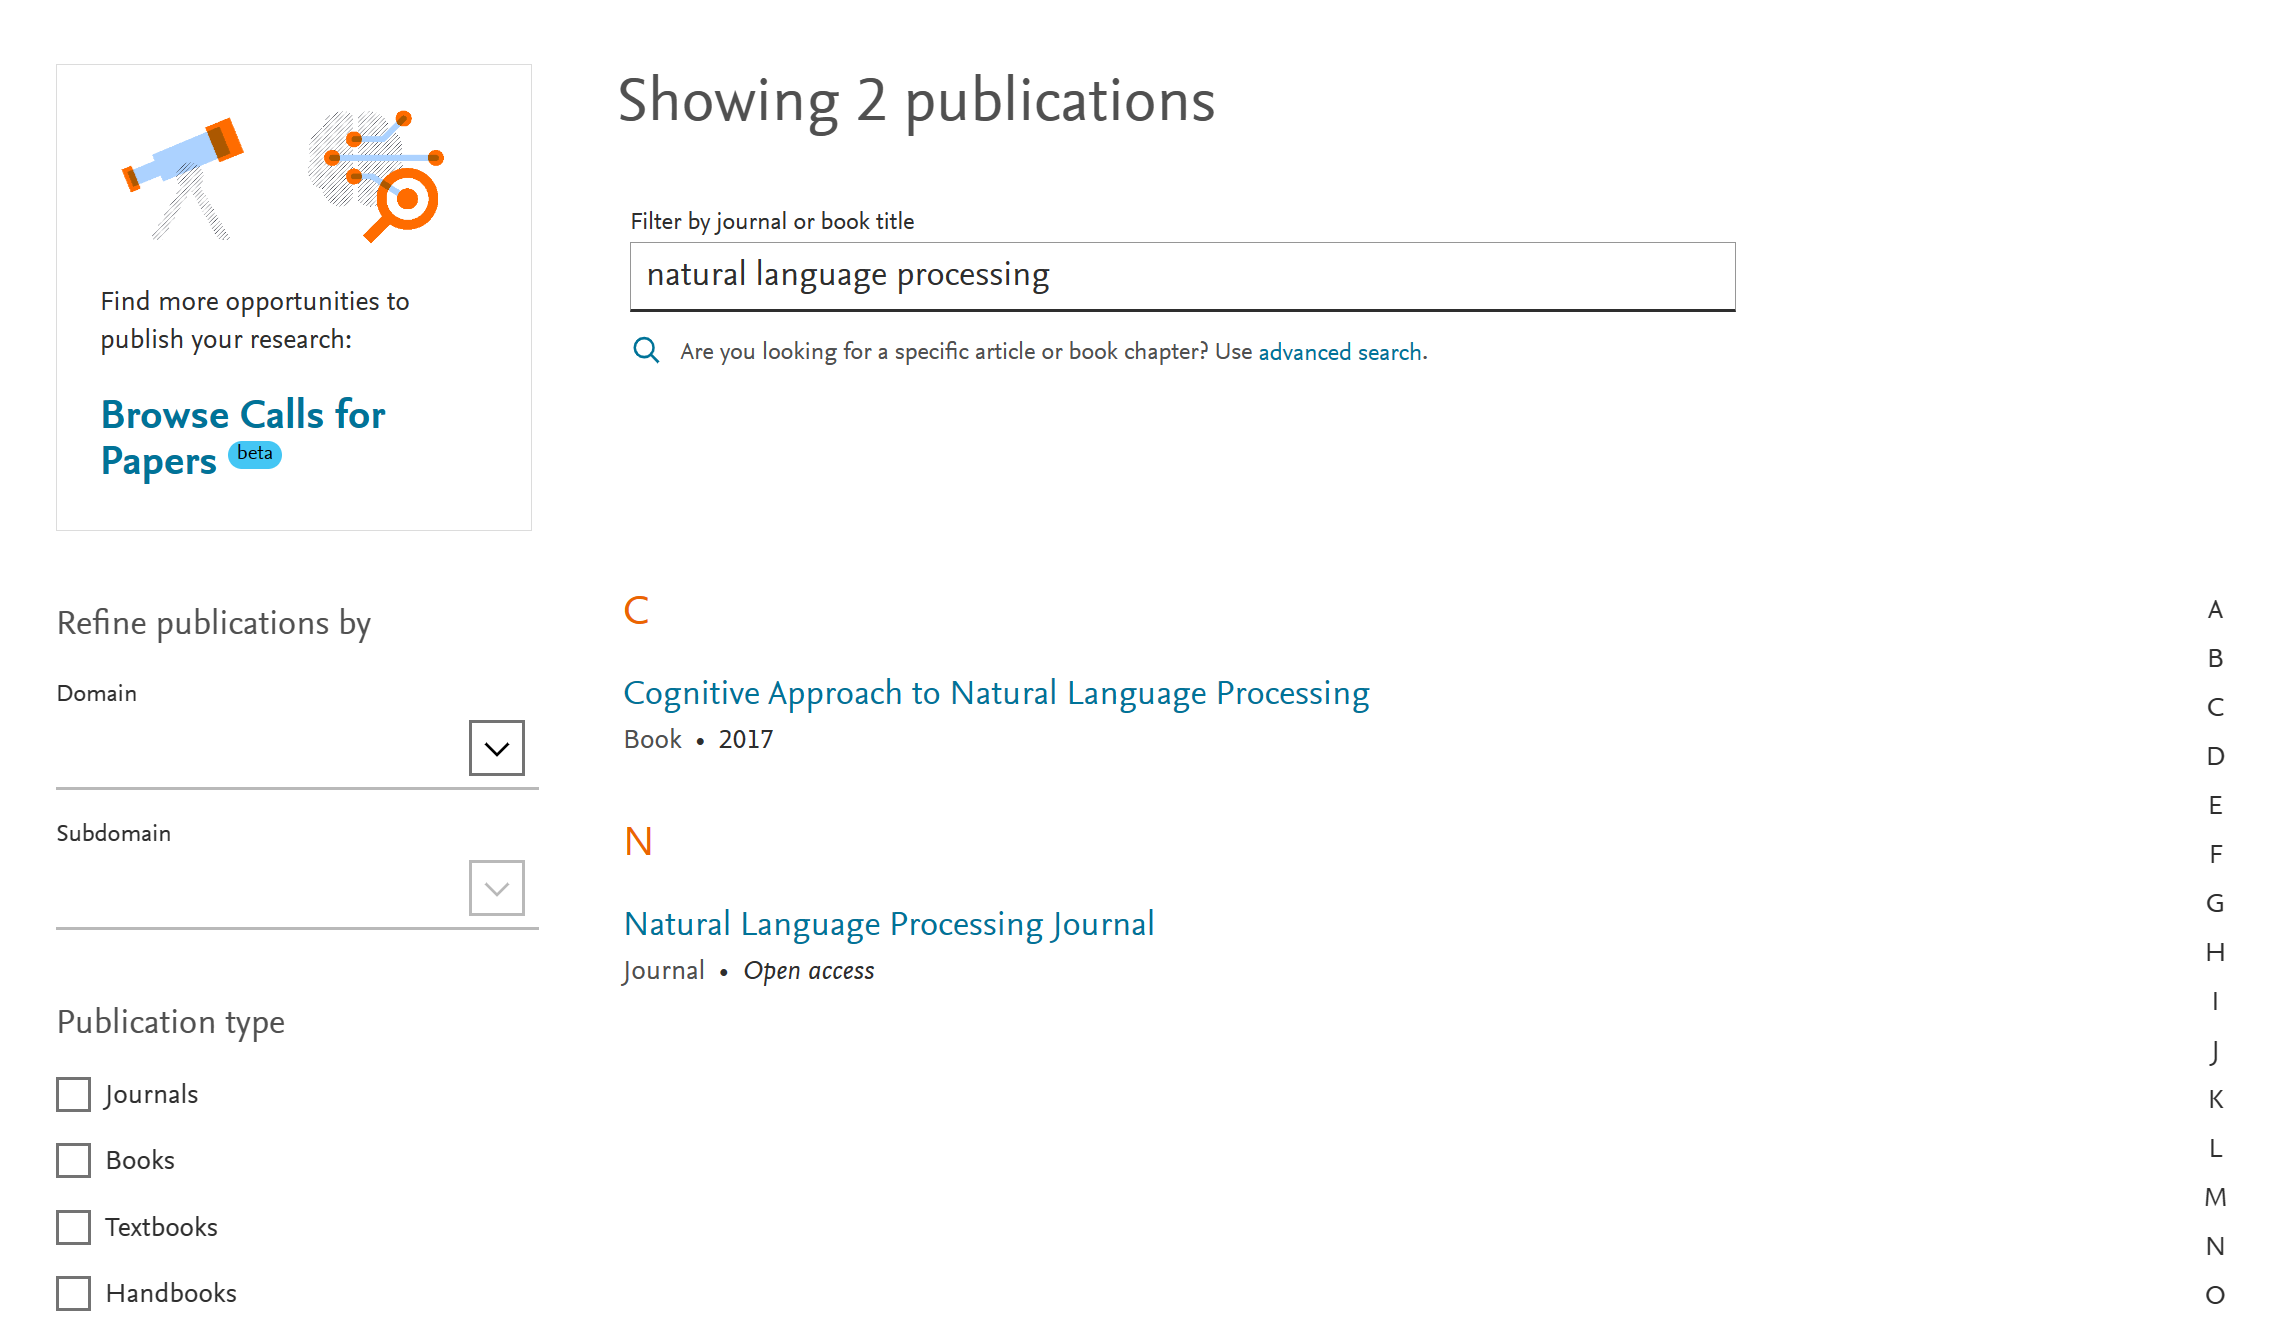 Find more opportunities to
publish your research:
Browse Calls for
Papers beta
Refine publications by
Domain
Subdomain
Publication type
Journals
Books
Textbooks
Handbooks
Showing 2 publications
Filter by journal or book title
natural language processing
Are you looking for a specific article or book chapter? Use advanced search.
C
Cognitive Approach to Natural Language Processing
Book • 2017
N
Natural Language Processing Journal
Journal • Open access
A
B
C
D
E
F
G
H
I
J
K
L
M
N
O